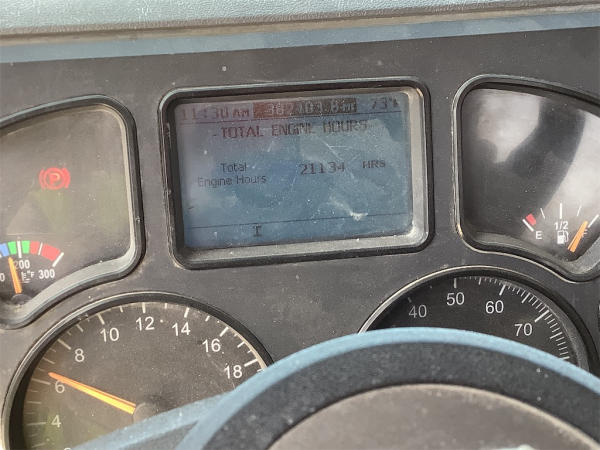 11:30 AM 73°F
TOTAL ENGINE HOURS
Total
Engine Hours 21134 HRS
P
E 1/2
200
°F 300
6 8 10 12 14 16 18
40 50 60 70